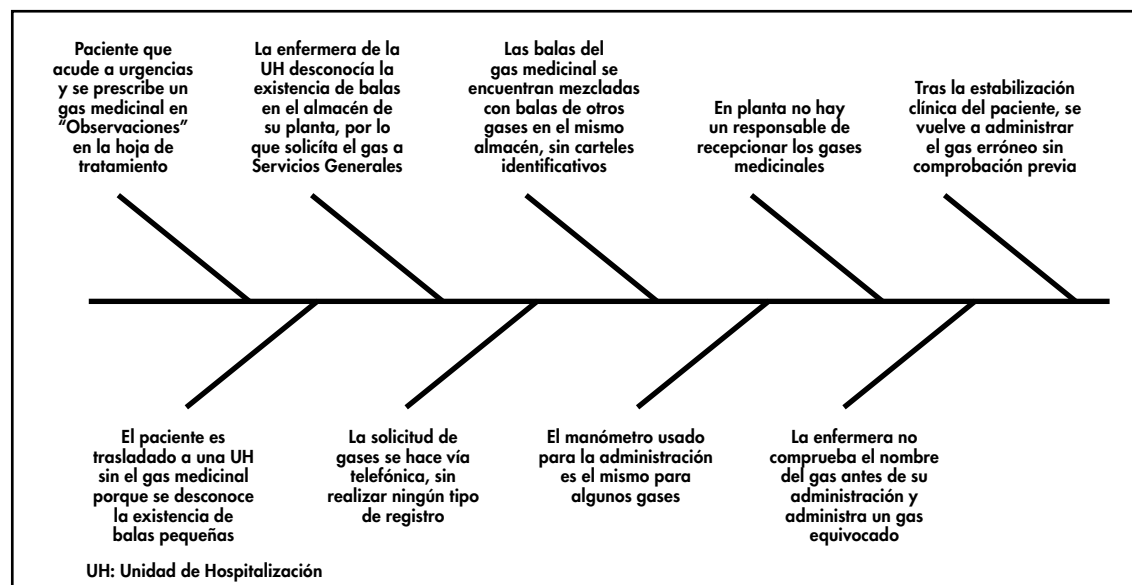 Paciente que
acude a urgencias
y se prescribe un
gas medicinal en
"Observaciones"
en la hoja de
tratamiento
La enfermera de la
UH desconocía la
existencia de balas
en el almacén de
su planta, por lo
que solicíta el gas a
Servicios Generales
Las balas del
gas medicinal se
encuentran mezcladas
con balas de otros
gases en el mismo
almacén, sin carteles
identificativos
En planta no hay
un responsable de
recepcionar los gases
medicinales
Tras la estabilización
clínica del paciente, se
vuelve a administrar
el gas erróneo sin
comprobación previa
El paciente es
trasladado a una UH
sin el gas medicinal
porque se desconoce
la existencia de
balas pequeñas
La solicitud de
gases se hace vía
telefónica, sin
realizar ningún tipo
de registro
El manómetro usado
para la administración
es el mismo para
algunos gases
La enfermera no
comprueba el nombre
del gas antes de su
administración y
administra un gas
equivocado
UH: Unidad de Hospitalización